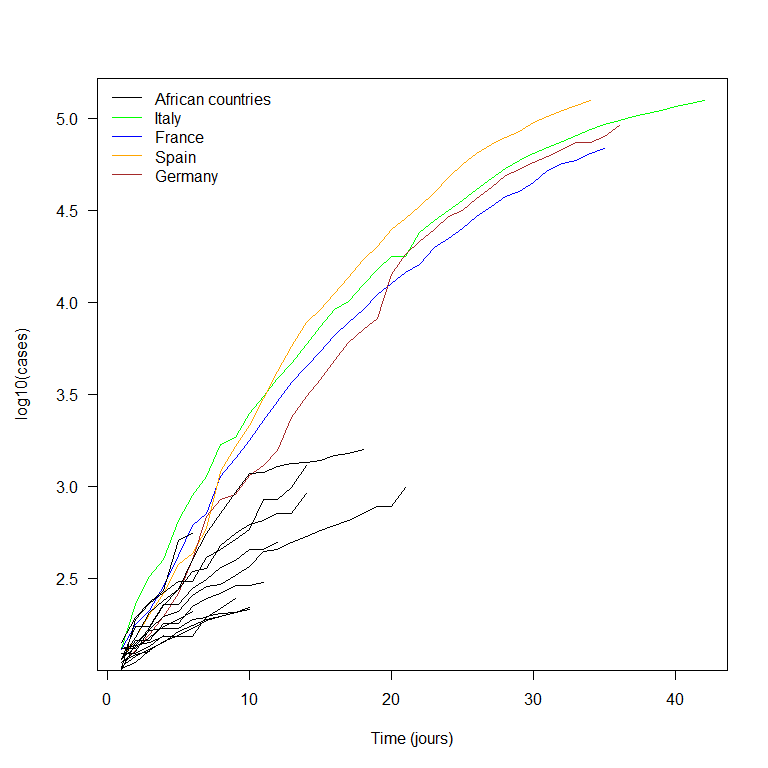 African countries
Italy
France
Spain
Germany
5.0
4.5
4.0
3.5
3.0
2.5
log10(cases)
0 10 20 30 40
Time (jours)